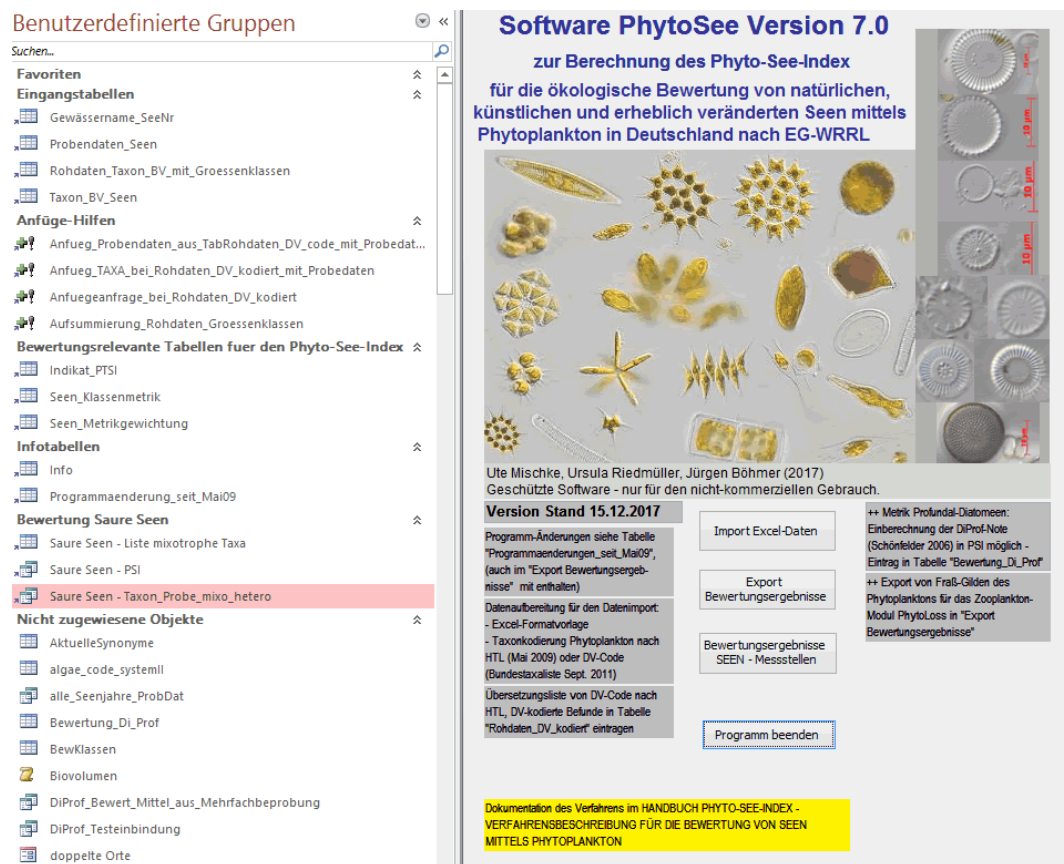 Benutzerdefinierte Gruppen
Suchen...
Favoriten
Eingangstabellen
Gewässername_SeeNr
Probendaten_Seen
Rohdaten_Taxon_BV_mit_Groessenklassen
Taxon_BV_Seen
Anfüge-Hilfen
Anfueg_Probendaten_aus_TabRohdaten_DV_code_mit_Probedat...
Anfueg_TAXA_bei_Rohdaten_DV_kodiert_mit_Probedaten
Anfuegeanfrage_bei_Rohdaten_DV_kodiert
Aufsummierung_Rohdaten_Groessenklassen
Bewertungsrelevante Tabellen fuer den Phyto-See-Index
Indikat_PTSI
Seen_Klassenmetrik
Seen_Metrikgewichtung
Infotabellen
Info
Programmaenderung_seit_Mai09
Bewertung Saure Seen
Saure Seen - Liste mixotrophe Taxa
Saure Seen - PSI
Saure Seen - Taxon_Probe_mixo_hetero
Nicht zugewiesene Objekte
AktuelleSynonyme
algae_code_systemII
alle_Seenjahre_ProbDat
Bewertung_Di_Prof
BewKlassen
Biovolumen
DiProf_Bewert_Mittel_aus_Mehrfachbeprobung
DiProf_Testeinbindung
doppelte Orte
Software PhytoSee Version 7.0
zur Berechnung des Phyto-See-Index
für die ökologische Bewertung von natürlichen,
künstlichen und erheblich veränderten Seen mittels
Phytoplankton in Deutschland nach EG-WRRL
10 µm
10 µm
10 µm
Ute Mischke, Ursula Riedmüller, Jürgen Böhmer (2017)
Geschützte Software - nur für den nicht-kommerziellen Gebrauch.
Version Stand 15.12.2017
Programm-Änderungen siehe Tabelle
"Programmaenderungen_seit_Mai09",
(auch im "Export Bewertungsergeb-
nisse" mit enthalten)
Datenaufbereitung für den Datenimport:
- Excel-Formatvorlage
- Taxonkodierung Phytoplankton nach
HTL (Mai 2009) oder DV-Code
(Bundestaxaliste Sept. 2011)
Übersetzungsliste von DV-Code nach
HTL, DV-kodierte Befunde in Tabelle
"Rohdaten_DV_kodiert" eintragen
Import Excel-Daten
Export
Bewertungsergebnisse
Bewertungsergebnisse
SEEN - Messstellen
Programm beenden
++ Metrik Profundal-Diatomeen:
Einberechnung der DiProf-Note
(Schönfelder 2006) in PSI möglich -
Eintrag in Tabelle "Bewertung_Di_Prof"
++ Export von Fraß-Gilden des
Phytoplanktons für das Zooplankton-
Modul PhytoLoss in "Export
Bewertungsergebnisse"
Dokumentation des Verfahrens im HANDBUCH PHYTO-SEE-INDEX -
VERFAHRENSBESCHREIBUNG FÜR DIE BEWERTUNG VON SEEN
MITTELS PHYTOPLANKTON